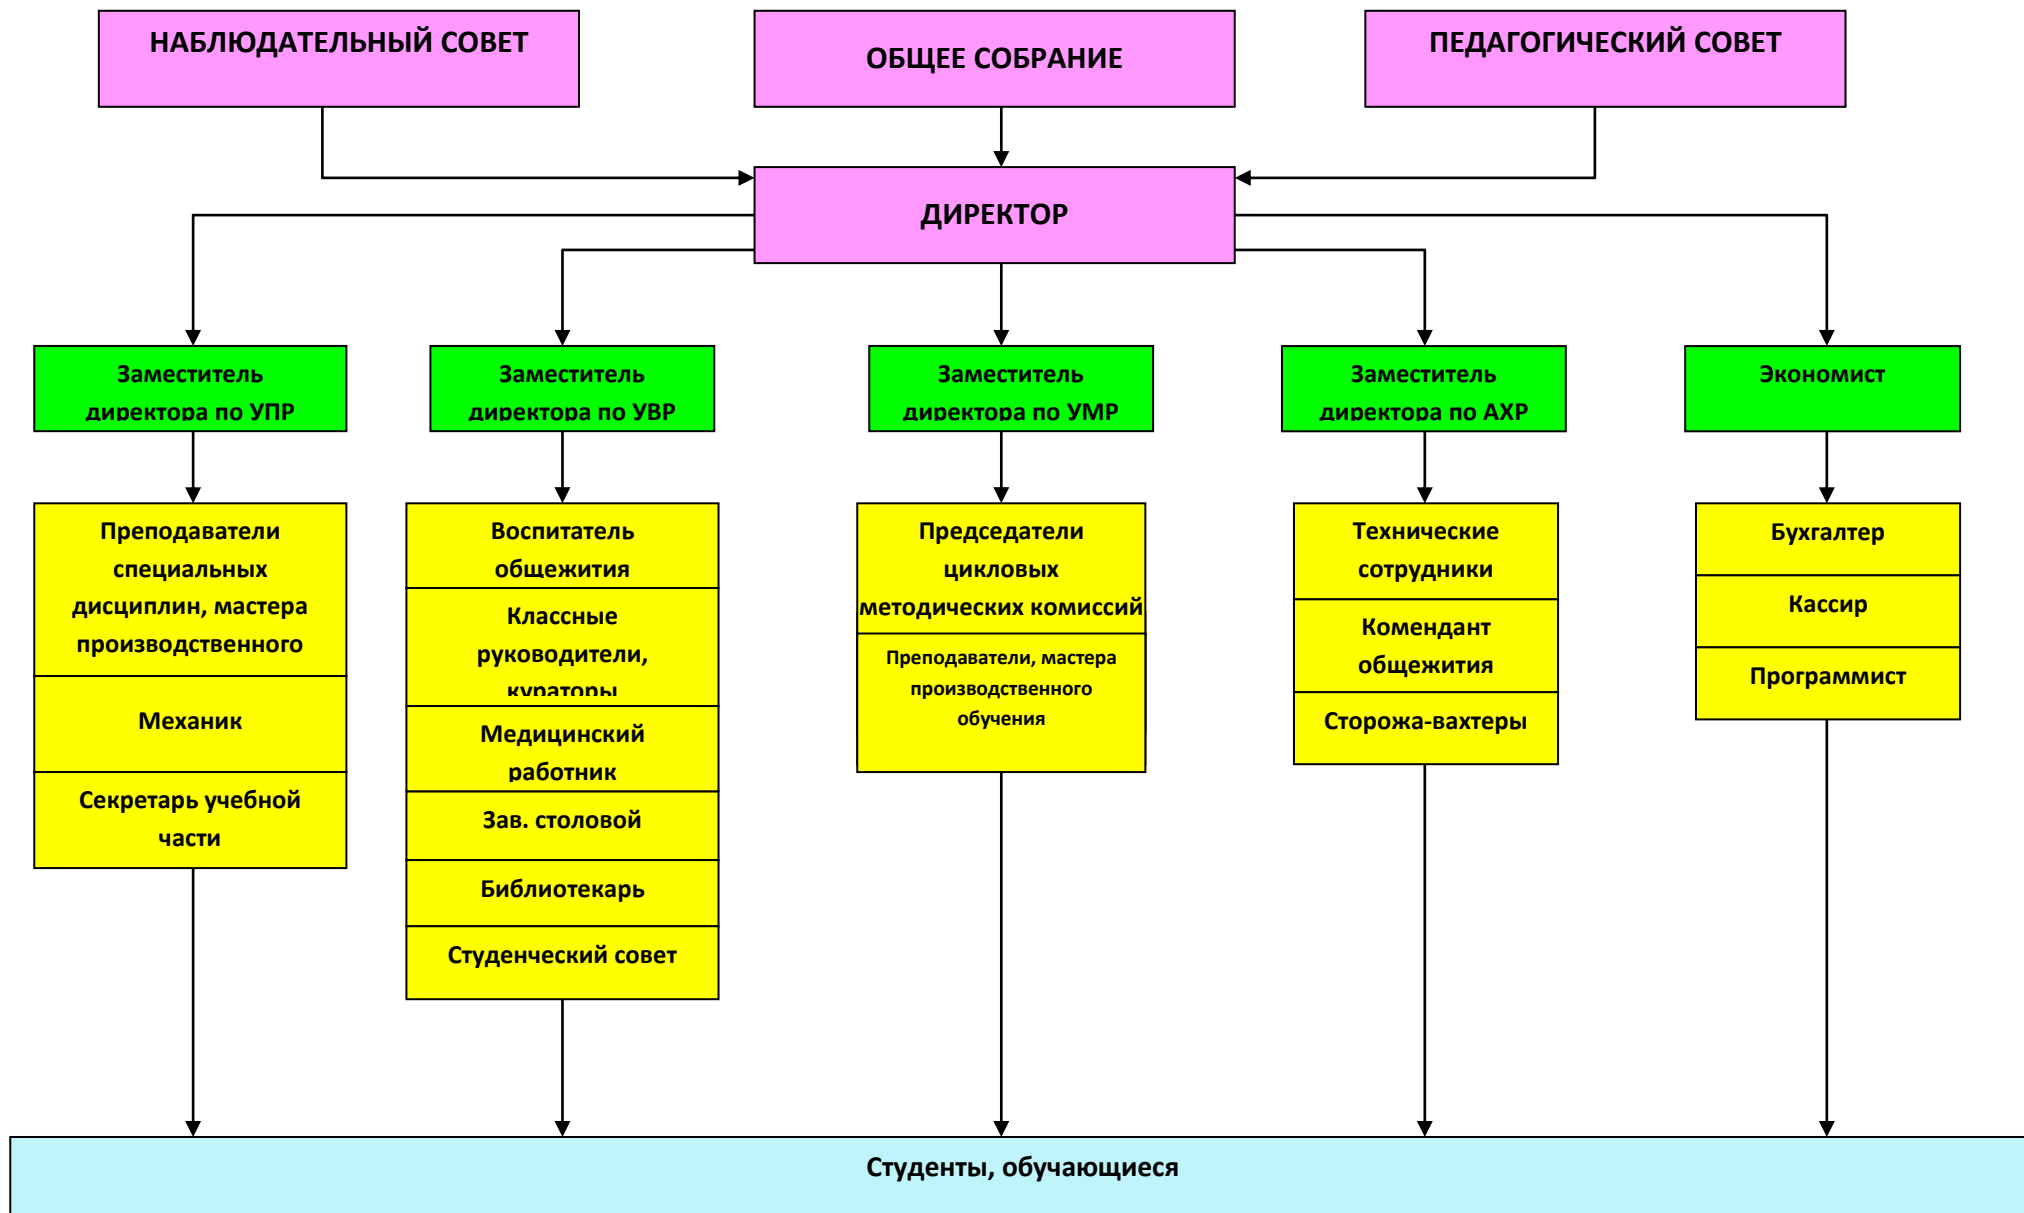 НАБЛЮДАТЕЛЬНЫЙ СОВЕТ
ОБЩЕЕ СОБРАНИЕ
ПЕДАГОГИЧЕСКИЙ СОВЕТ
ДИРЕКТОР
Заместитель
директора по УПР
Заместитель
директора по УВР
Заместитель
директора по УМР
Заместитель
директора по АХР
Экономист
Преподаватели
специальных
дисциплин, мастера
производственного
Механик
Секретарь учебной
части
Воспитатель
общежития
Классные
руководители,
кураторы
Медицинский
работник
Зав. столовой
Библиотекарь
Студенческий совет
Председатели
цикловых
методических комиссий
Преподаватели, мастера
производственного
обучения
Технические
сотрудники
Комендант
общежития
Сторожа-вахтеры
Бухгалтер
Кассир
Программист
Студенты, обучающиеся